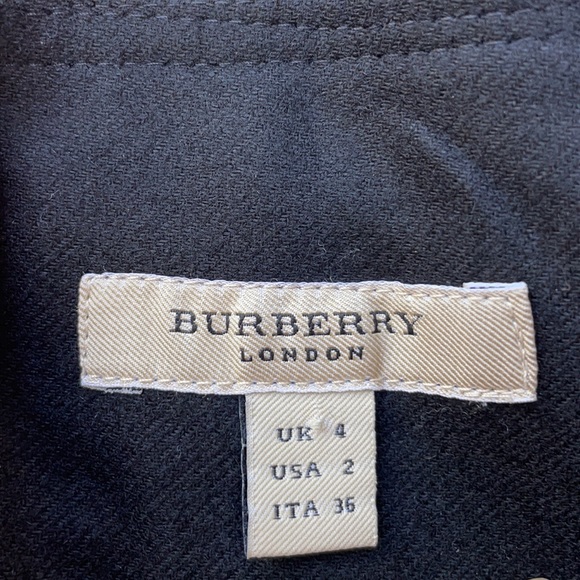 BURBERRY
LONDON
UK 4
USA 2
ITA 36